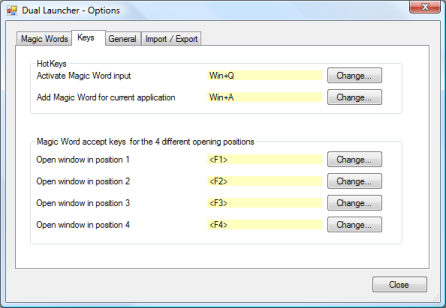 Dual Launcher - Options
Magic Words Keys General Import / Export
HotKeys
Activate Magic Word input Win+Q Change...
Add Magic Word for current application Win+A Change...
Magic Word accept keys for the 4 different opening positions
Open window in position 1 <F1> Change...
Open window in position 2 <F2> Change...
Open window in position 3 <F3> Change...
Open window in position 4 <F4> Change...
Close